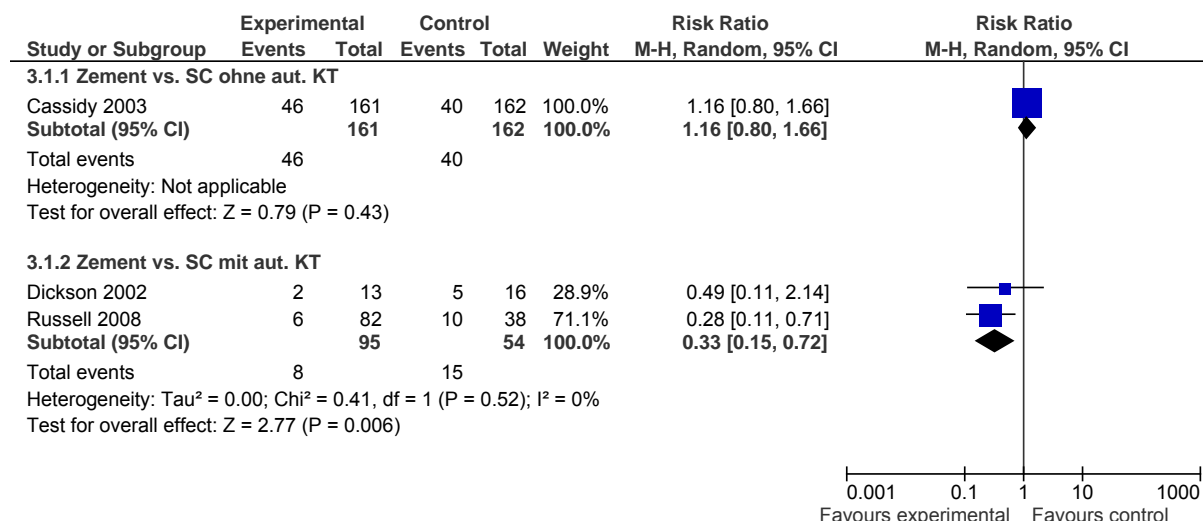 Experimental Control Risk Ratio Risk Ratio
Study or Subgroup Events Total Events Total Weight M-H, Random, 95% CI M-H, Random, 95% CI
3.1.1 Zement vs. SC ohne aut. KT
Cassidy 2003 46 161 40 162 100.0% 1.16 [0.80, 1.66]
Subtotal (95% CI) 161 162 100.0% 1.16 [0.80, 1.66]
Total events 46 40
Heterogeneity: Not applicable
Test for overall effect: Z = 0.79 (P = 0.43)
3.1.2 Zement vs. SC mit aut. KT
Dickson 2002 2 13 5 16 28.9% 0.49 [0.11, 2.14]
Russell 2008 6 82 10 38 71.1% 0.28 [0.11, 0.71]
Subtotal (95% CI) 95 54 100.0% 0.33 [0.15, 0.72]
Total events 8 15
Heterogeneity: Tau² = 0.00; Chi² = 0.41, df = 1 (P = 0.52); I² = 0%
Test for overall effect: Z = 2.77 (P = 0.006)
0.001 0.1 1 10 1000
Favours experimental Favours control